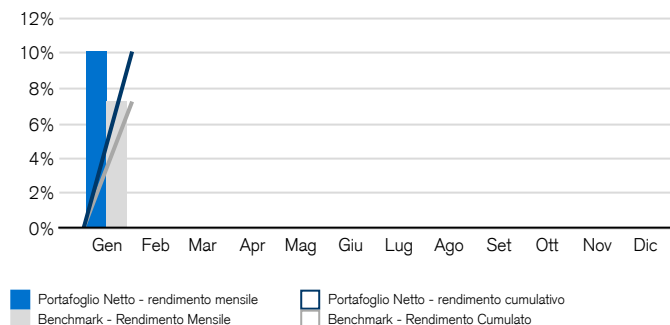 12%
10%
8%
6%
4%
2%
0%
Gen Feb Mar Apr Mag Giu Lug Ago Set Ott Nov Dic
Portafoglio Netto - rendimento mensile Portafoglio Netto - rendimento cumulativo
Benchmark - Rendimento Mensile Benchmark - Rendimento Cumulato